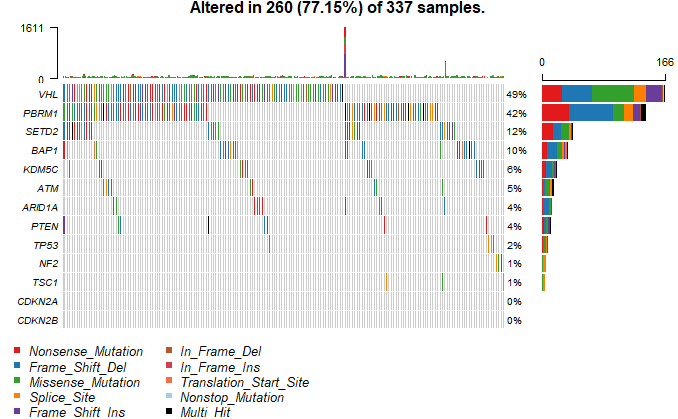 Altered in 260 (77.15%) of 337 samples.
1611
0
0 166
VHL 49%
PBRM1 42%
SETD2 12%
BAP1 10%
KDM5C 6%
ATM 5%
ARID1A 4%
PTEN 4%
TP53 2%
NF2 1%
TSC1 1%
CDKN2A 0%
CDKN2B 0%
Nonsense_Mutation In_Frame_Del
Frame_Shift_Del In_Frame_Ins
Missense_Mutation Translation_Start_Site
Splice_Site Nonstop_Mutation
Frame_Shift_Ins Multi_Hit